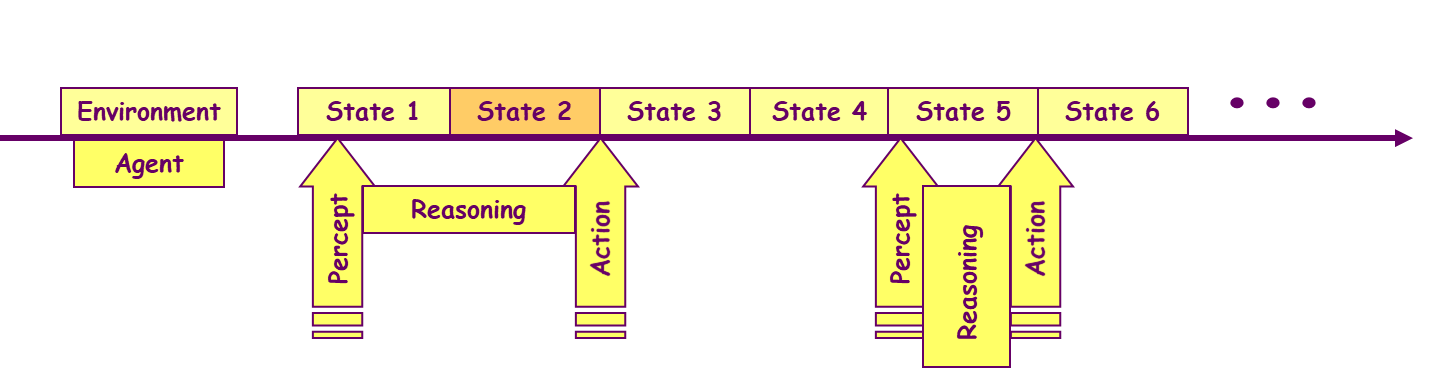 Environment
State 1
State 2
State 3
State 4
State 5
State 6
Agent
Percept
Reasoning
Action
Percept
Reasoning
Action